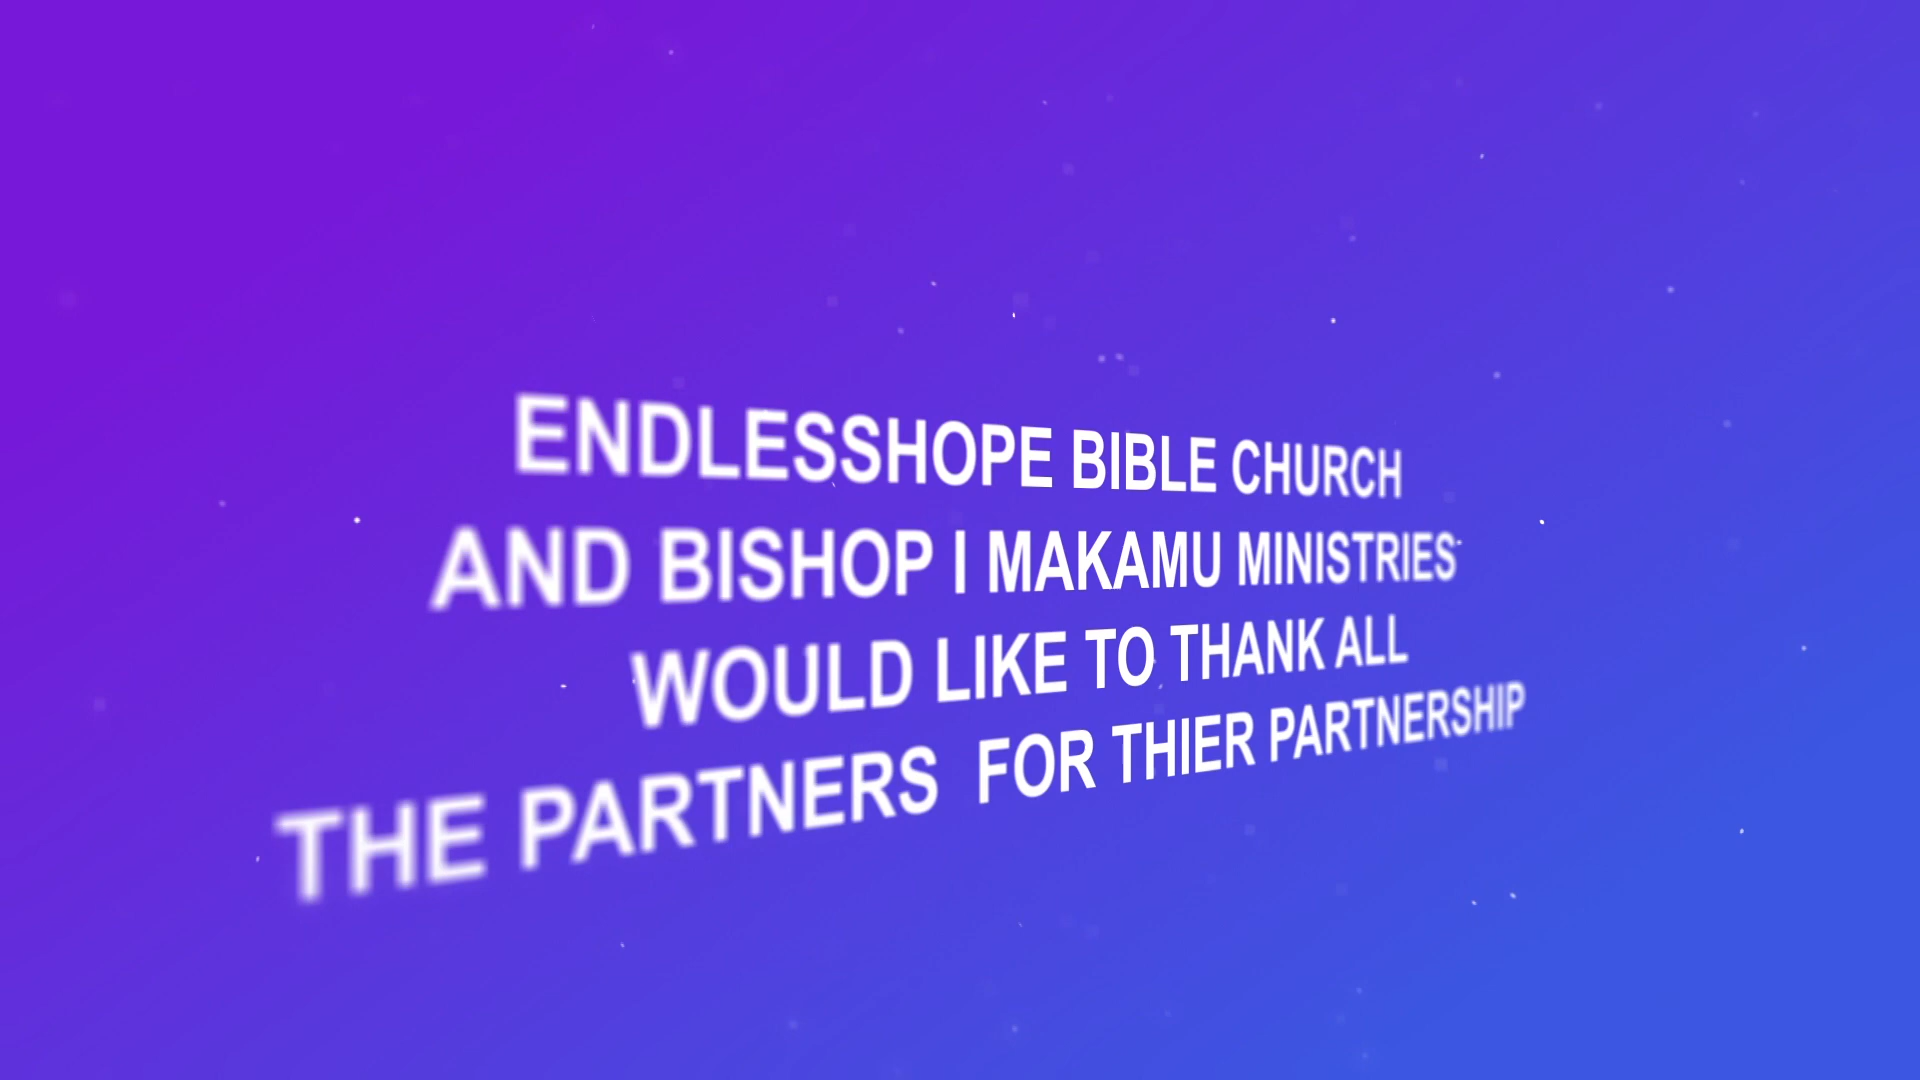 ENDLESSHOPE BIBLE CHURCH
AND BISHOP I MAKAMU MINISTRIES
WOULD LIKE TO THANK ALL
THE PARTNERS  FOR THIER PARTNERSHIP